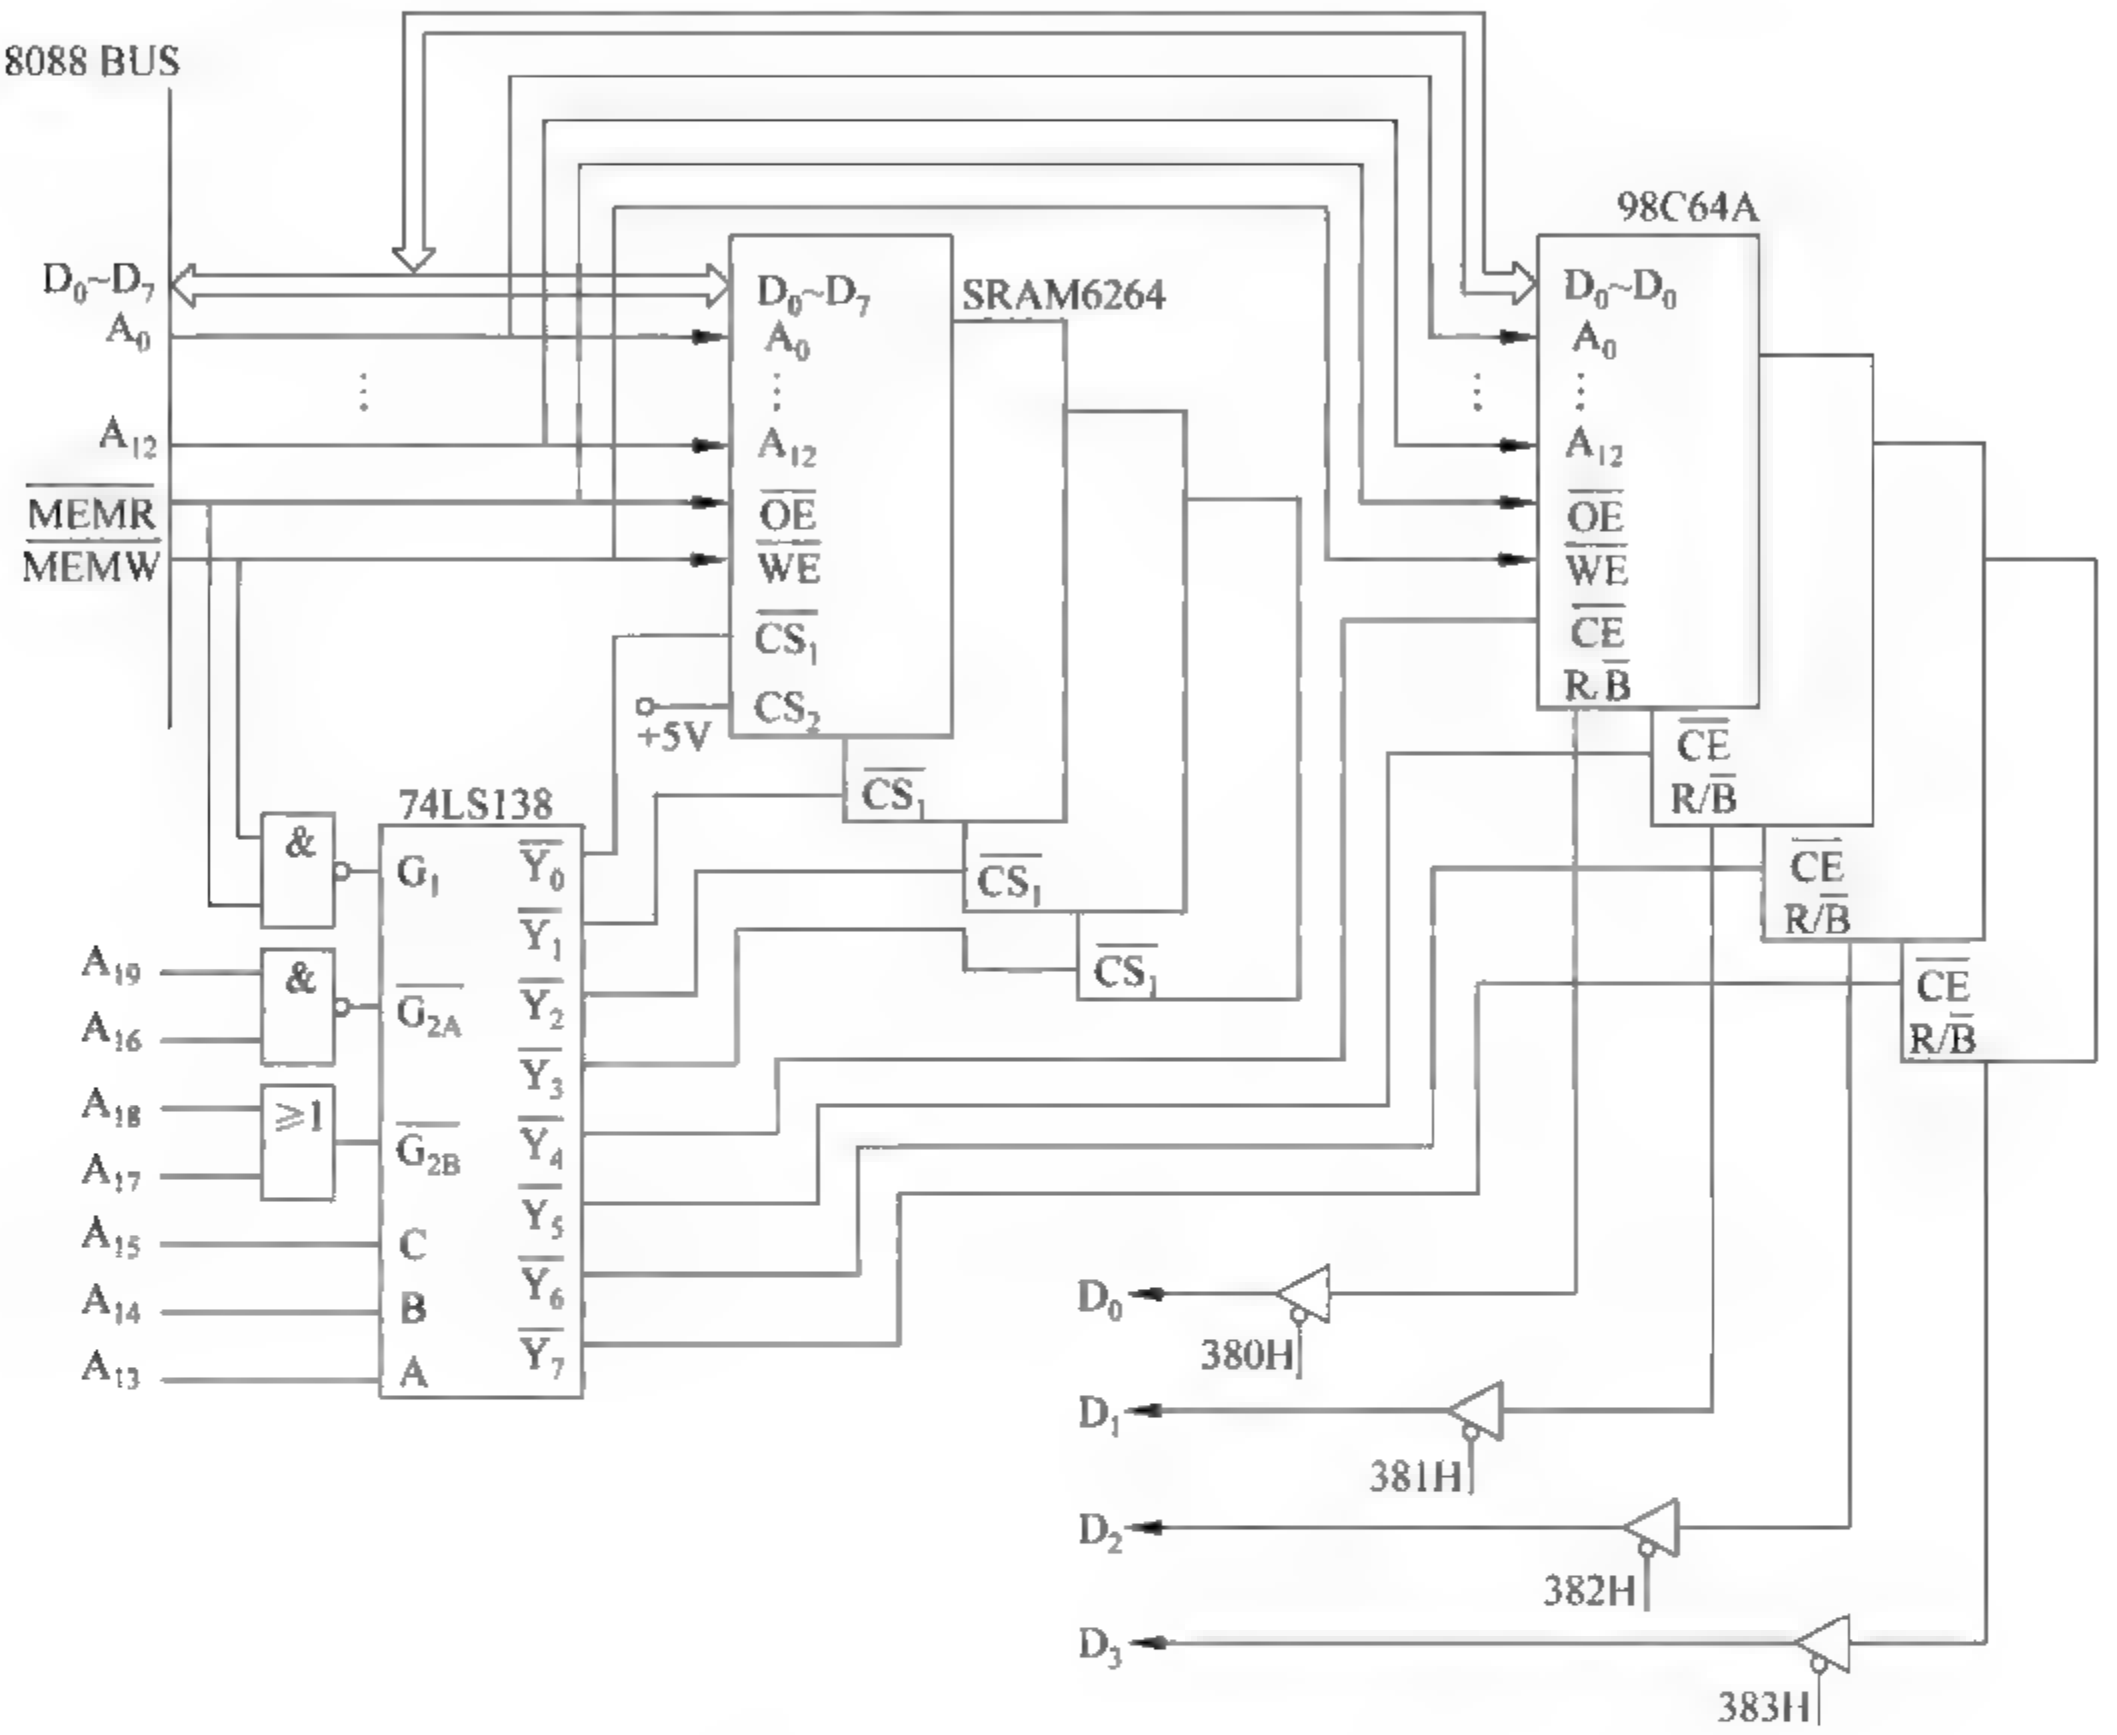 8088 BUS
D₀~D₇
A₀
⋮
A₁₂
MEMR
MEMW
D₀~D₇
A₀
⋮
A₁₂
OE
WE
CS₁
CS₂
+5V
SRAM6264
CS₁
CS₁
CS₁
98C64A
D₀~D₀
⋮
A₀
⋮
A₁₂
OE
WE
CE
R B
CE
R/B
CE
R/B
CE
R/B
74LS138
&
&
≥1
A₁₉
A₁₆
A₁₈
A₁₇
A₁₅
A₁₄
A₁₃
G₁
G₂A
G₂B
C
B
A
Y₀
Y₁
Y₂
Y₃
Y₄
Y₅
Y₆
Y₇
D₀
380H
D₁
381H
D₂
382H
D₃
383H